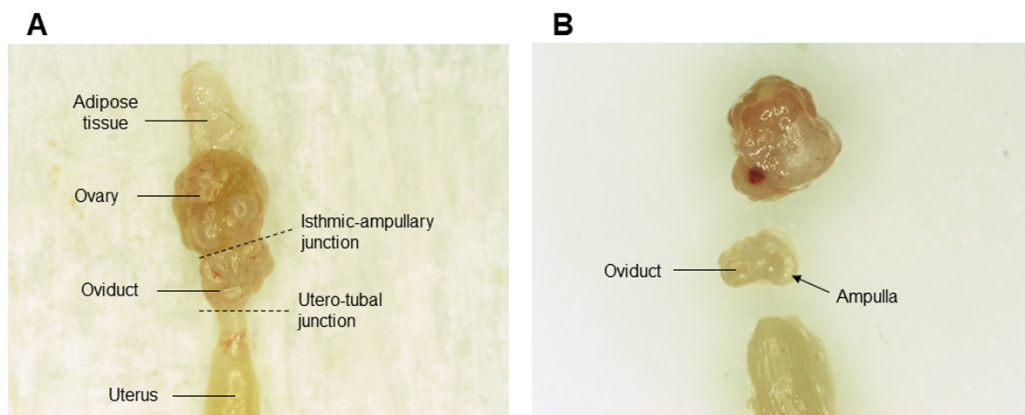 A
Adipose
tissue
Ovary
Isthmic-ampullary
junction
Oviduct
Utero-tubal
junction
Uterus
B
Oviduct
Ampulla